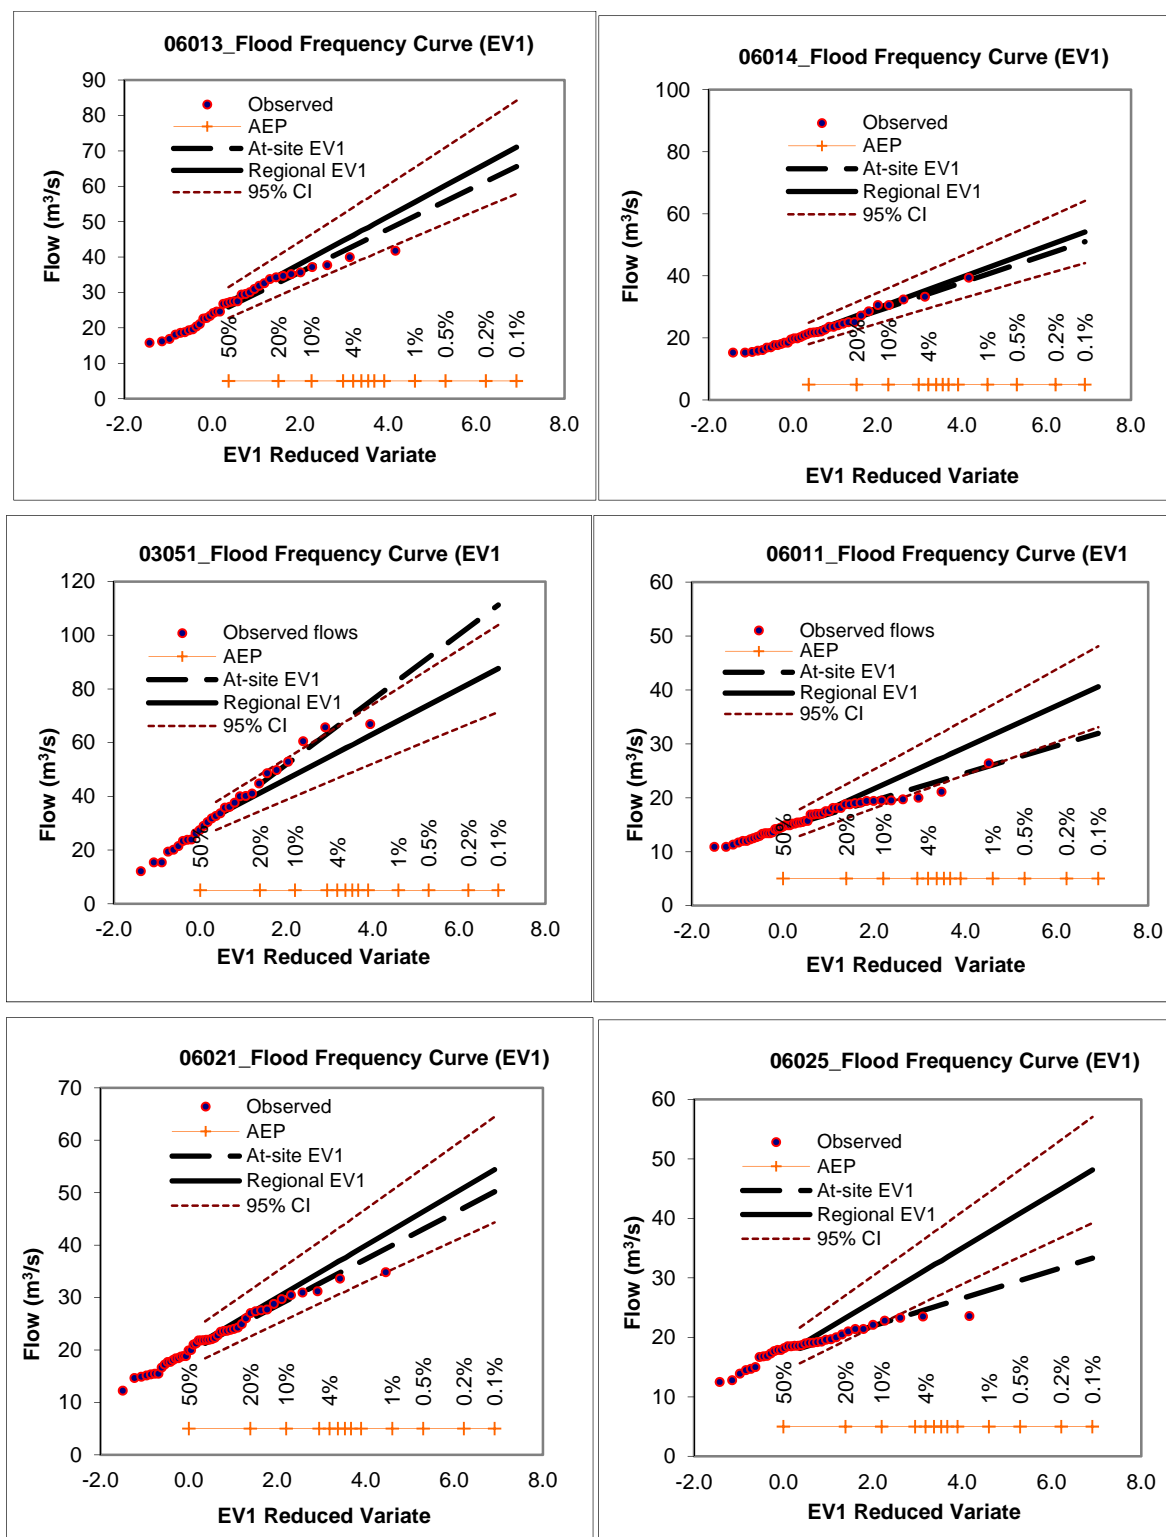 06013_Flood Frequency Curve (EV1)
90
80
70
60
50
40
30
20
10
0
Flow (m³/s)
Observed
AEP
At-site EV1
Regional EV1
95% CI
50% 20% 10% 4% 1% 0.5% 0.2% 0.1%
-2.0 0.0 2.0 4.0 6.0 8.0
EV1 Reduced Variate
06014_Flood Frequency Curve (EV1)
100
80
60
40
20
0
Flow (m³/s)
Observed
AEP
At-site EV1
Regional EV1
95% CI
20% 10% 4% 1% 0.5% 0.2% 0.1%
-2.0 0.0 2.0 4.0 6.0 8.0
EV1 Reduced Variate
03051_Flood Frequency Curve (EV1
120
100
80
60
40
20
0
Flow (m³/s)
Observed flows
AEP
At-site EV1
Regional EV1
95% CI
50% 20% 10% 4% 1% 0.5% 0.2% 0.1%
-2.0 0.0 2.0 4.0 6.0 8.0
EV1 Reduced Variate
06011_Flood Frequency Curve (EV1
60
50
40
30
20
10
0
Flow (m³/s)
Observed flows
AEP
At-site EV1
Regional EV1
95% CI
50% 20% 10% 4% 1% 0.5% 0.2% 0.1%
-2.0 0.0 2.0 4.0 6.0 8.0
EV1 Reduced Variate
06021_Flood Frequency Curve (EV1)
70
60
50
40
30
20
10
0
Flow (m³/s)
Observed
AEP
At-site EV1
Regional EV1
95% CI
50% 20% 10% 4% 1% 0.5% 0.2% 0.1%
-2.0 0.0 2.0 4.0 6.0 8.0
EV1 Reduced Variate
06025_Flood Frequency Curve (EV1)
60
50
40
30
20
10
0
Flow (m³/s)
Observed
AEP
At-site EV1
Regional EV1
95% CI
50% 20% 10% 4% 1% 0.5% 0.2% 0.1%
-2.0 0.0 2.0 4.0 6.0 8.0
EV1 Reduced Variate